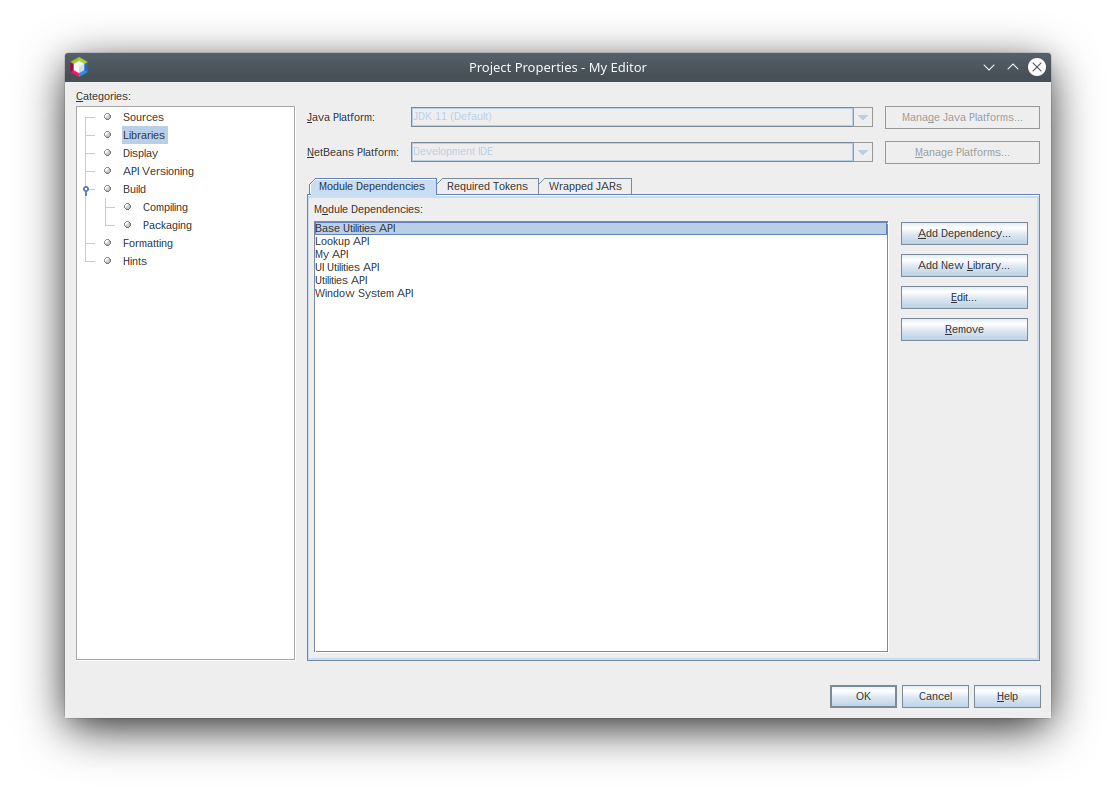 Project Properties - My Editor
Categories:
Sources
Libraries
Display
API Versioning
Build
Compiling
Packaging
Formatting
Hints
Java Platform:
JDK 11 (Default)
Manage Java Platforms...
NetBeans Platform:
Development IDE
Manage Platforms...
Module Dependencies
Required Tokens
Wrapped JARs
Module Dependencies:
Base Utilities API
Lookup API
My API
UI Utilities API
Utilities API
Window System API
Add Dependency...
Add New Library...
Edit...
Remove
OK
Cancel
Help